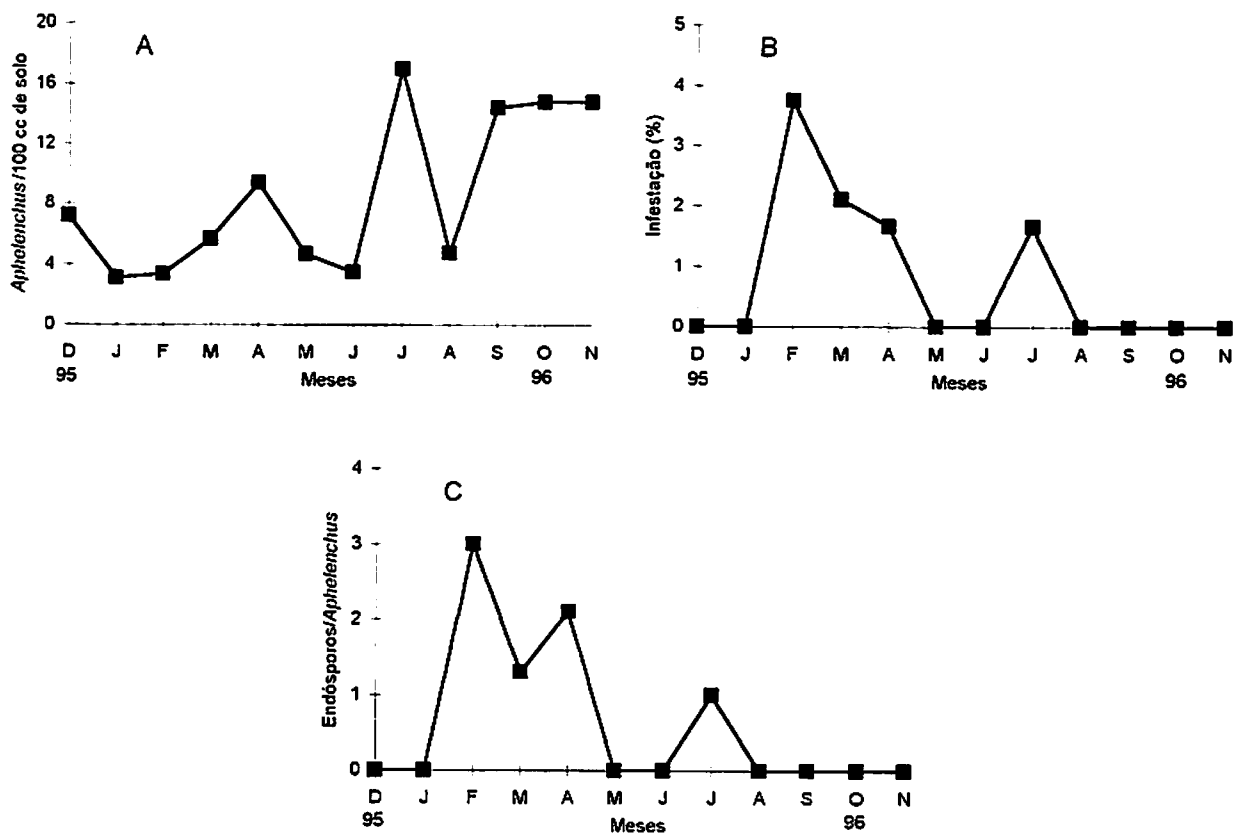 A
Aphelenchus/100 cc de solo
20
16
12
8
4
0
D J F M A M J J A S O N
95 96
Meses
B
Infestação (%)
5
4
3
2
1
0
D J F M A M J J A S O N
95 96
Meses
C
Endósporos/Aphelenchus
4
3
2
1
0
D J F M A M J J A S O N
95 96
Meses